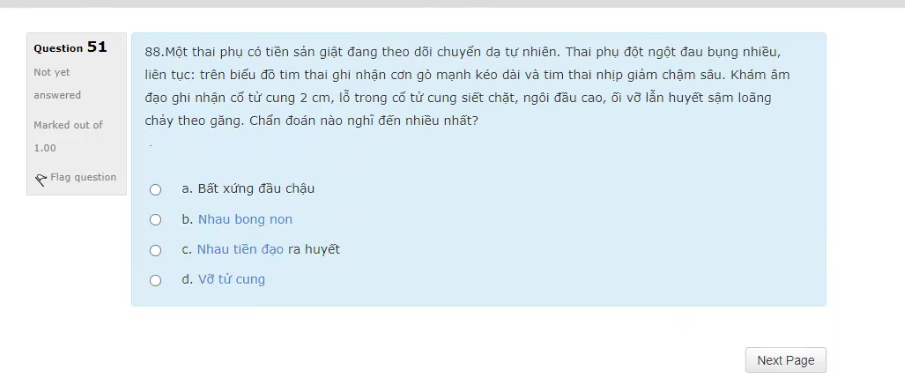 Question 51
Not yet
answered
Marked out of
1.00
Flag question
88.Một thai phụ có tiền sản giật đang theo dõi chuyển dạ tự nhiên. Thai phụ đột ngột đau bụng nhiều,
liên tục: trên biểu đồ tim thai ghi nhận cơn gò mạnh kéo dài và tim thai nhịp giảm chậm sâu. Khám âm
đạo ghi nhận cổ tử cung 2 cm, lỗ trong cổ tử cung siết chặt, ngôi đầu cao, ối vỡ lẫn huyết sậm loãng
chảy theo găng. Chẩn đoán nào nghĩ đến nhiều nhất?
a. Bất xứng đầu chậu
b. Nhau bong non
c. Nhau tiền đạo ra huyết
d. Vỡ tử cung
Next Page